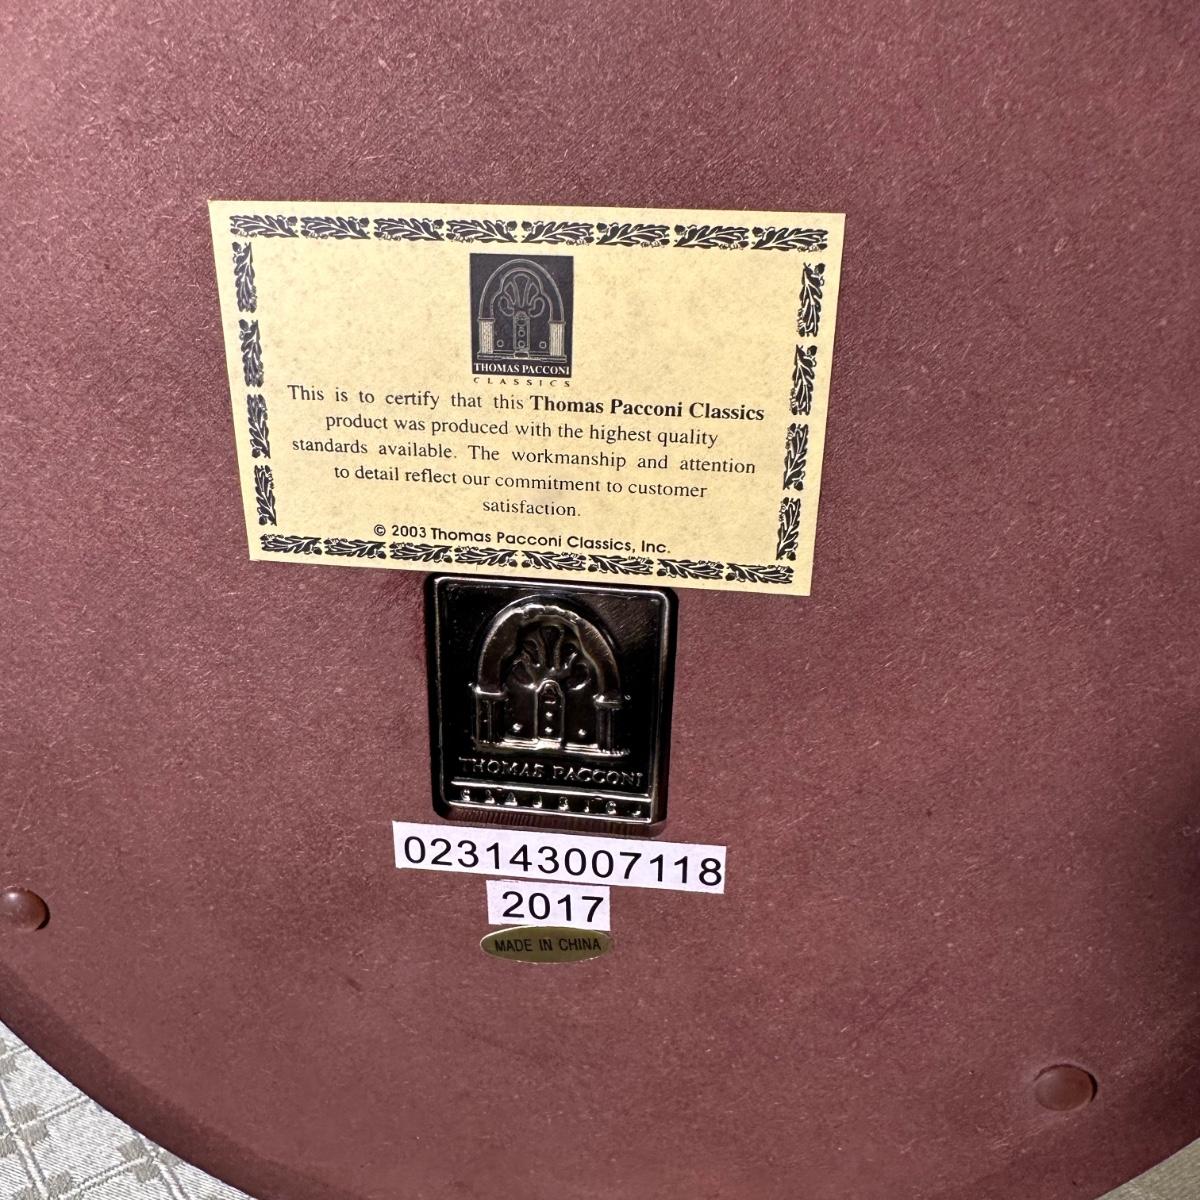 THOMAS PACCONI
CLASSICS
This is to certify that this Thomas Pacconi Classics
product was produced with the highest quality
standards available. The workmanship and attention
to detail reflect our commitment to customer
satisfaction.
© 2003 Thomas Pacconi Classics, Inc.
THOMAS PACCONI
CLASSICS
023143007118
2017
MADE IN CHINA